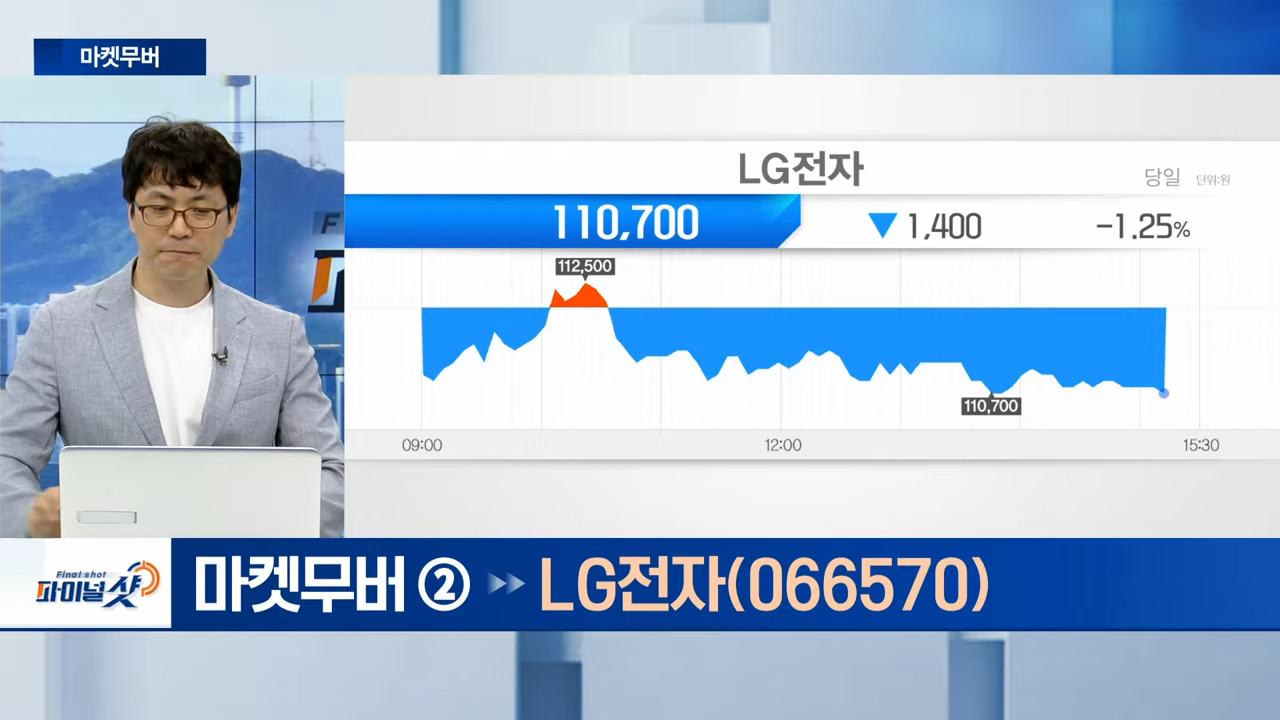 마켓무버
F
LG전자
당일 단위:원
110,700 ▼ 1,400 -1.25%
112,500
110,700
09:00 12:00 15:30
Final shot
파이널샷
마켓무버 ② LG전자(066570)